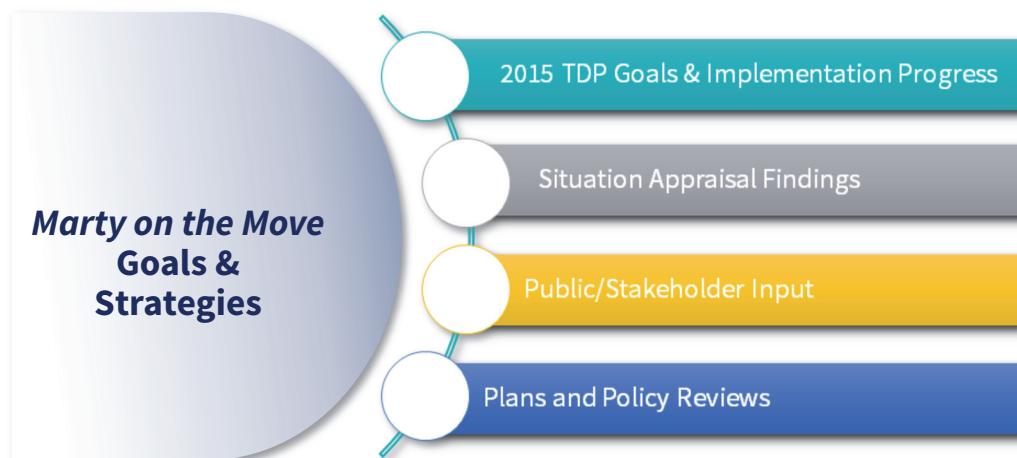 Marty on the Move
Goals &
Strategies
2015 TDP Goals & Implementation Progress
Situation Appraisal Findings
Public/Stakeholder Input
Plans and Policy Reviews